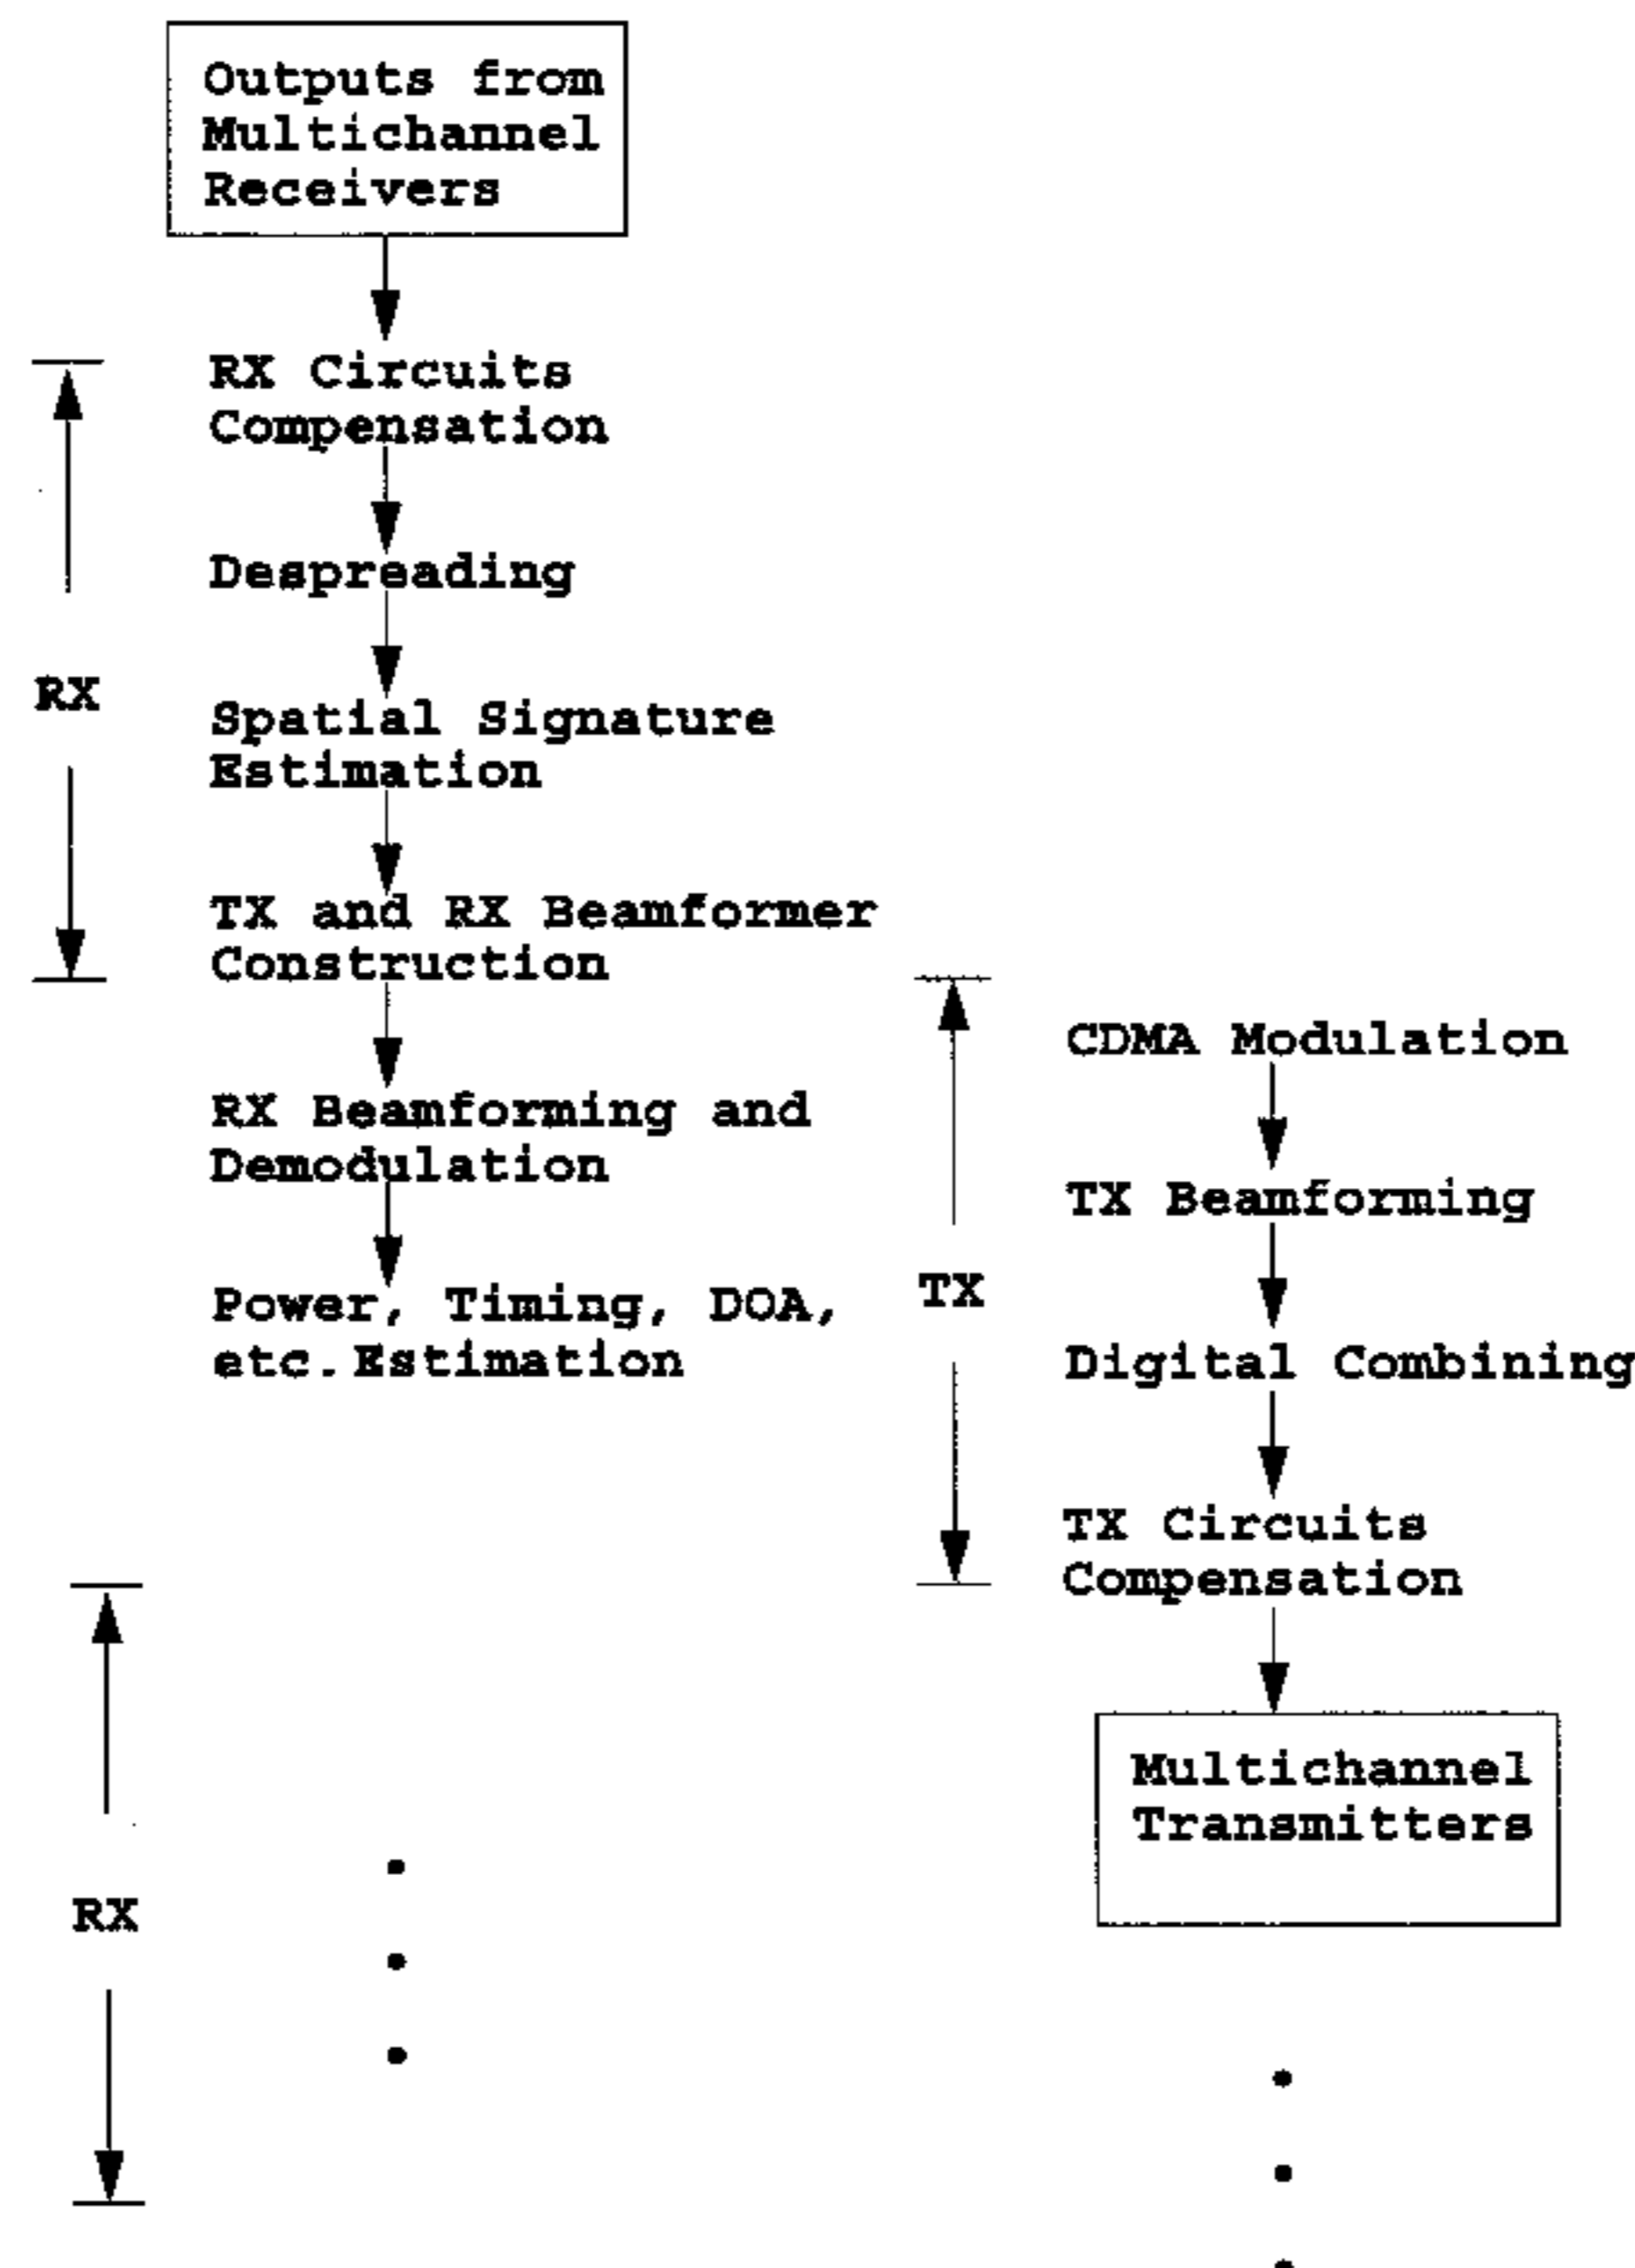 Outputs from
Multichannel
Receivers
RX Circuits
Compensation
Despreading
RX
Spatial Signature
Estimation
TX and RX Beamformer
Construction
RX Beamforming and
Demodulation
Power, Timing, DOA,
etc.Estimation
TX
CDMA Modulation
TX Beamforming
Digital Combining
TX Circuits
Compensation
Multichannel
Transmitters
RX